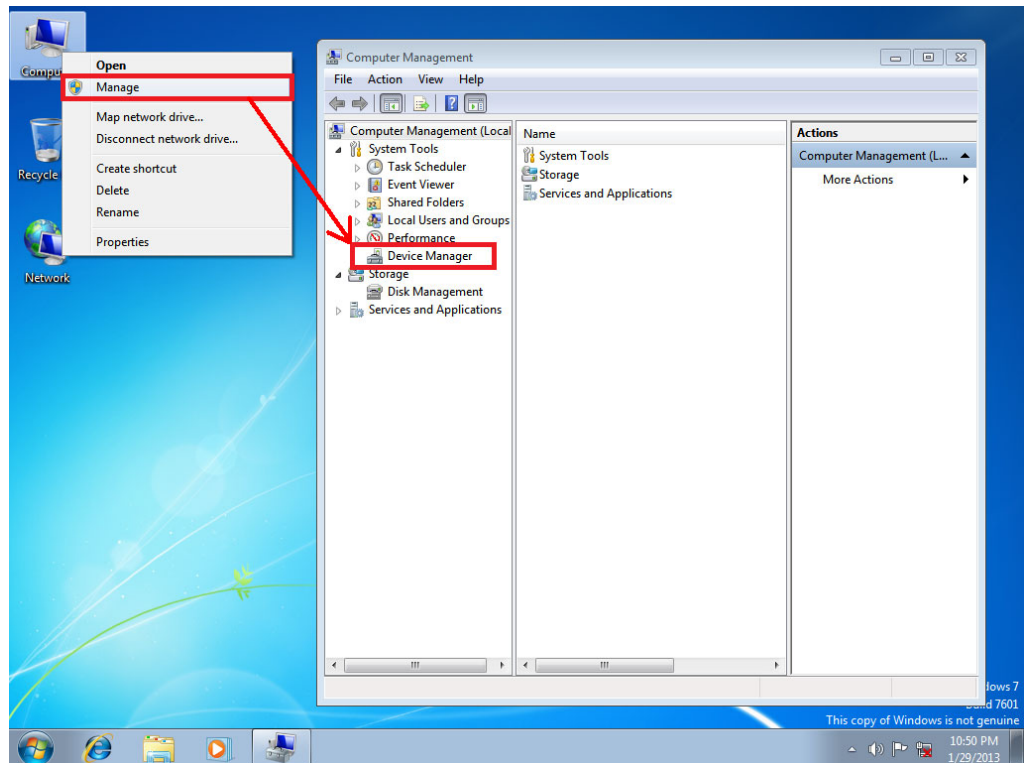 Compu
Open
Manage
Map network drive...
Disconnect network drive...
Create shortcut
Delete
Rename
Properties
Recycle
Network
Computer Management
File Action View Help
Computer Management (Local
System Tools
Task Scheduler
Event Viewer
Shared Folders
Local Users and Groups
Performance
Device Manager
Storage
Disk Management
Services and Applications
Name
System Tools
Storage
Services and Applications
Actions
Computer Management (L...
More Actions
dows 7
d 7601
This copy of Windows is not genuine
10:50 PM
1/29/2013